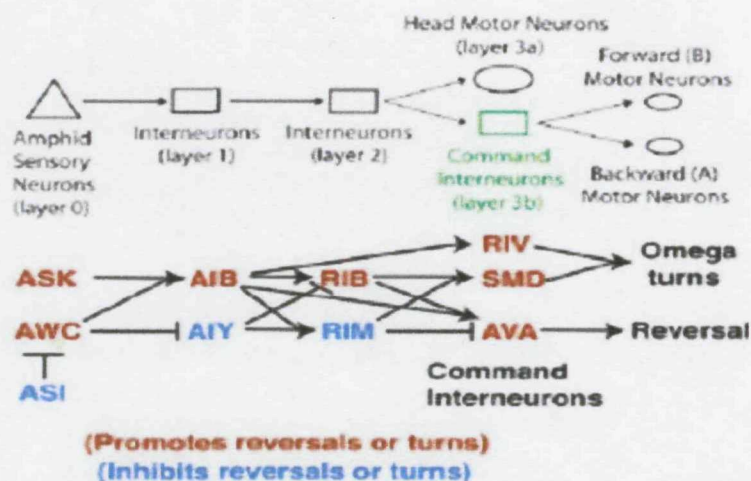 Head Motor Neurons
(layer 3a)
Forward (B)
Motor Neurons
Amphid
Sensory
Neurons
(layer 0)
Interneurons
(layer 1)
Interneurons
(layer 2)
Command
Interneurons
(layer 3b)
Backward (A)
Motor Neurons
RIV
Omega
turns
ASK
AIB
RIB
SMD
AWC
AIY
RIM
AVA
Reversal
ASI
Command
Interneurons
(Promotes reversals or turns)
(Inhibits reversals or turns)